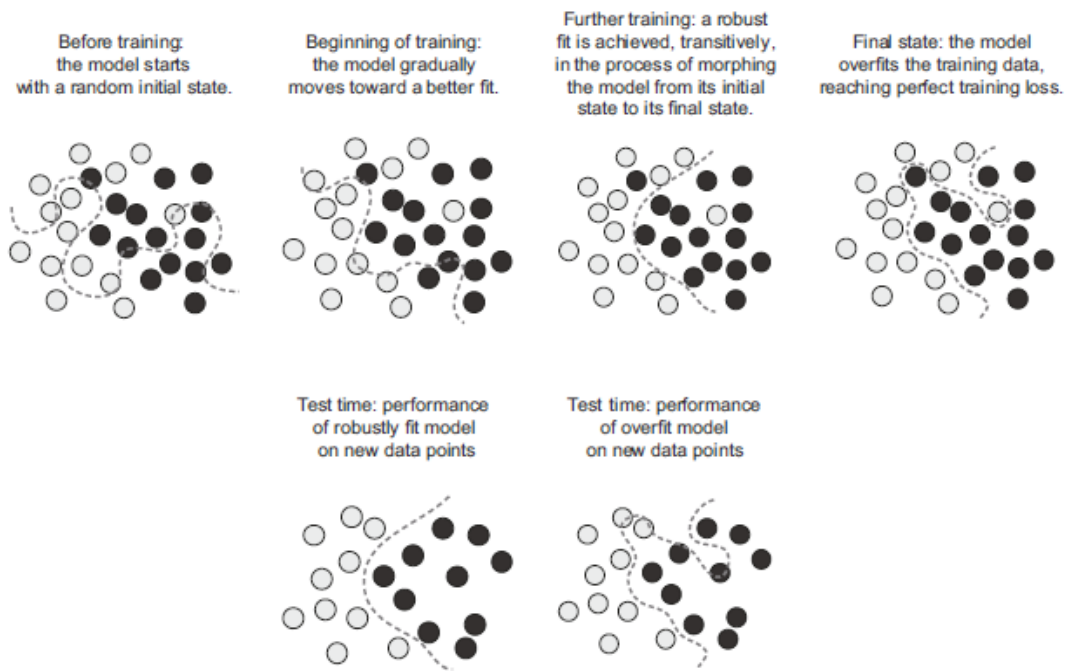 Before training:
the model starts
with a random initial state.
Beginning of training:
the model gradually
moves toward a better fit.
Further training: a robust
fit is achieved, transitively,
in the process of morphing
the model from its initial
state to its final state.
Final state: the model
overfits the training data,
reaching perfect training loss.
Test time: performance
of robustly fit model
on new data points
Test time: performance
of overfit model
on new data points